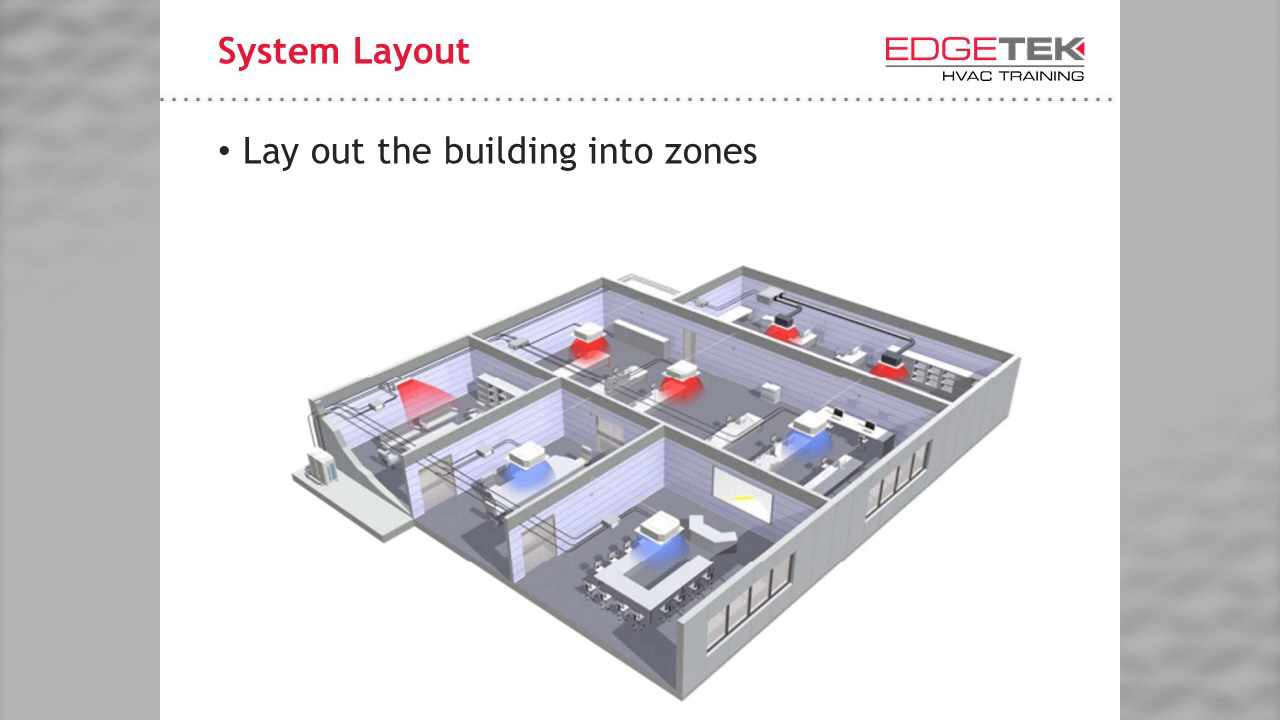 System Layout
EDGETEK
HVAC TRAINING
• Lay out the building into zones